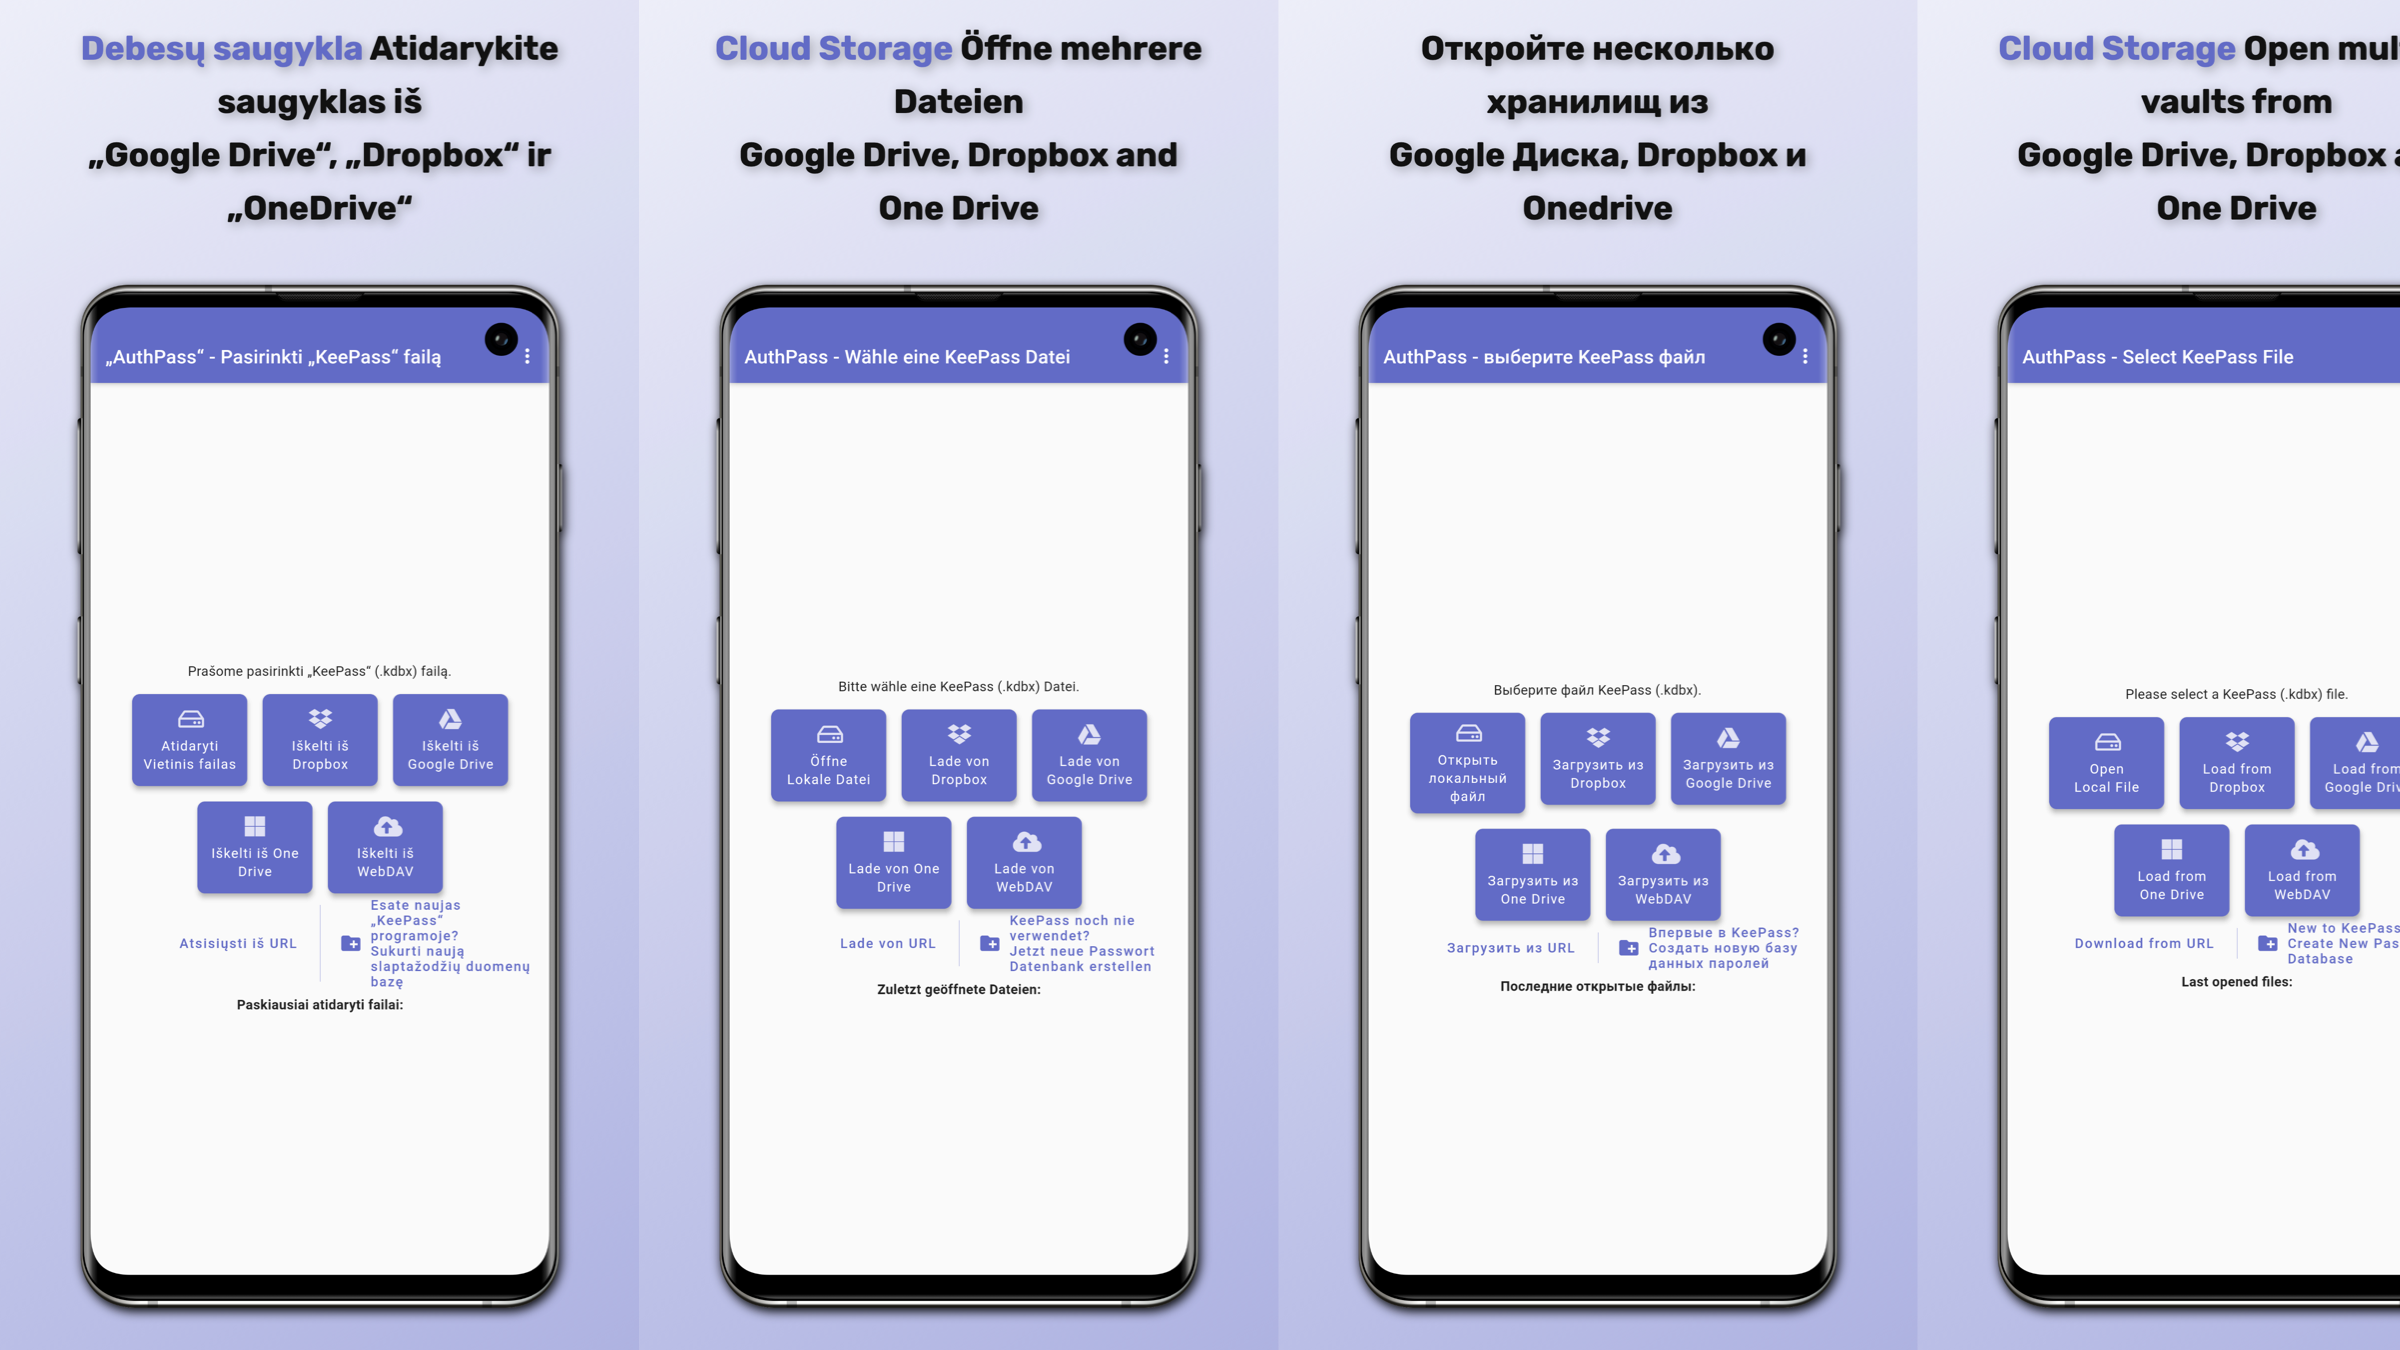 Debesų saugykla Atidarykite
saugyklas iš
„Google Drive“, „Dropbox“ ir
„OneDrive“
„AuthPass“ - Pasirinkti „KeePass“ failą
Prašome pasirinkti „KeePass“ (.kdbx) failą.
Atidaryti
Vietinis failas
Iškelti iš
Dropbox
Iškelti iš
Google Drive
Iškelti iš One
Drive
Iškelti iš
WebDAV
Atsisiųsti iš URL
Esate naujas
„KeePass“
programoje?
Sukurti naują
slaptažodžių duomenų
bazę
Paskiausiai atidaryti failai:
Cloud Storage Öffne mehrere
Dateien
Google Drive, Dropbox and
One Drive
AuthPass - Wähle eine KeePass Datei
Bitte wähle eine KeePass (.kdbx) Datei.
Öffne
Lokale Datei
Lade von
Dropbox
Lade von
Google Drive
Lade von One
Drive
Lade von
WebDAV
Lade von URL
KeePass noch nie
verwendet?
Jetzt neue Passwort
Datenbank erstellen
Zuletzt geöffnete Dateien:
Откройте несколько
хранилищ из
Google Диска, Dropbox и
Onedrive
AuthPass - выберите KeePass файл
Выберите файл KeePass (.kdbx).
Открыть
локальный
файл
Загрузить из
Dropbox
Загрузить из
Google Drive
Загрузить из
One Drive
Загрузить из
WebDAV
Загрузить из URL
Впервые в KeePass?
Создать новую базу
данных паролей
Последние открытые файлы:
Cloud Storage Open
vaults from
Google Drive, Dropbox
One Drive
AuthPass - Select KeePass File
Please select a KeePass (.kdbx) file.
Open
Local File
Load from
Dropbox
Load from
Google
Load from
One Drive
Load from
WebDAV
Download from URL
New to KeePass
Create New
Database
Last opened files: